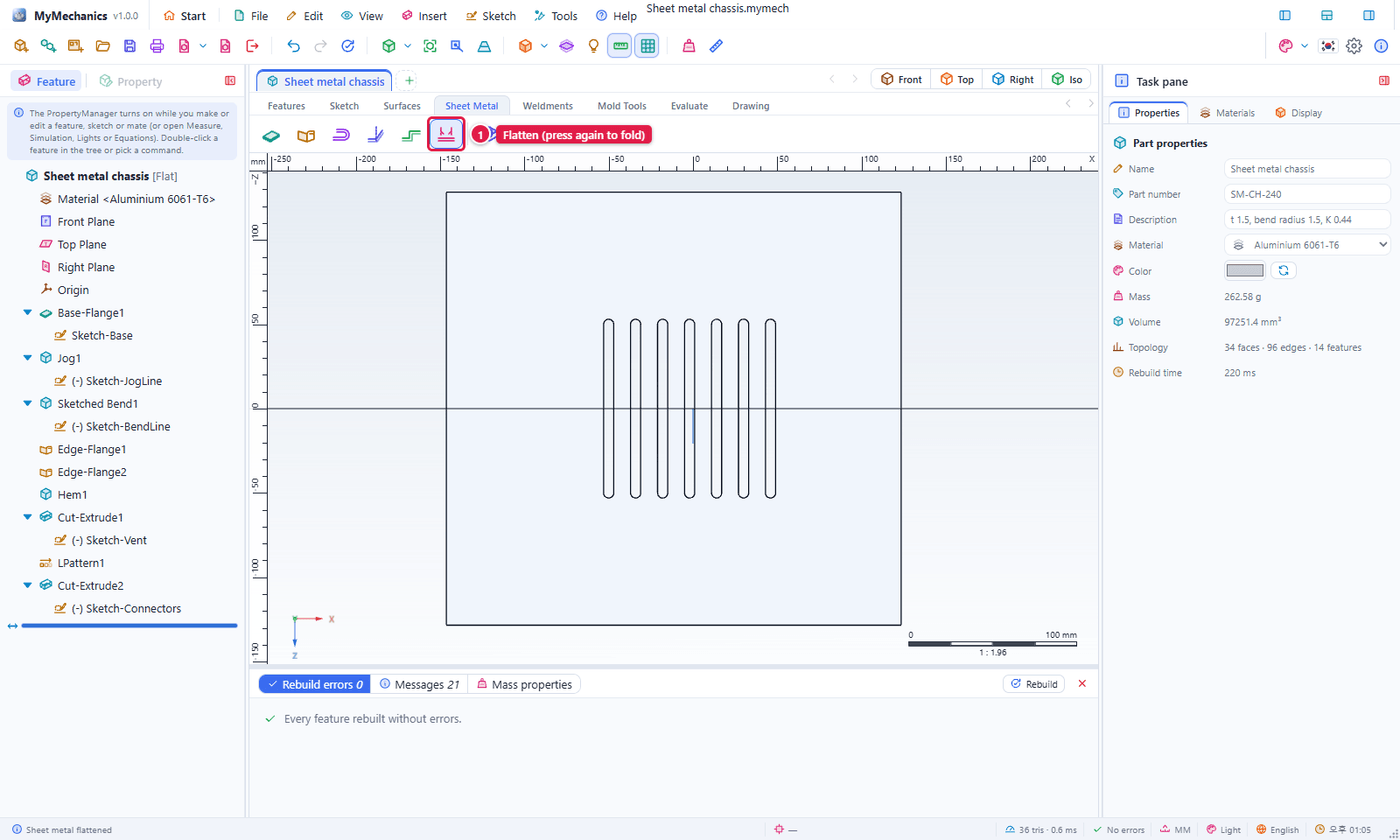 MyMechanics v1.0.0 Start File Edit View Insert Sketch Tools Help Sheet metal chassis.mymech
Feature Property
The PropertyManager turns on while you make or
edit a feature, sketch or mate (or open Measure,
Simulation, Lights or Equations). Double-click a
feature in the tree or pick a command.
Sheet metal chassis [Flat]
Material <Aluminium 6061-T6>
Front Plane
Top Plane
Right Plane
Origin
Base-Flange1
Sketch-Base
Jog1
(-) Sketch-JogLine
Sketched Bend1
(-) Sketch-BendLine
Edge-Flange1
Edge-Flange2
Hem1
Cut-Extrude1
(-) Sketch-Vent
LPattern1
Cut-Extrude2
(-) Sketch-Connectors
Sheet metal chassis +
Front Top Right Iso
Features Sketch Surfaces Sheet Metal Weldments Mold Tools Evaluate Drawing
1 Flatten (press again to fold)
mm -250 -200 -150 -100 -50 0 50 100 150 200 X
-Z
100
50
0
-50
-100
-150
X
Z
0 100 mm
1 : 1.96
Rebuild errors 0 Messages 21 Mass properties Rebuild
Every feature rebuilt without errors.
Task pane
Properties Materials Display
Part properties
Name Sheet metal chassis
Part number SM-CH-240
Description t 1.5, bend radius 1.5, K 0.44
Material Aluminium 6061-T6
Color
Mass 262.58 g
Volume 97251.4 mm³
Topology 34 faces · 96 edges · 14 features
Rebuild time 220 ms
Sheet metal flattened — 36 tris · 0.6 ms No errors MM Light English 오후 01:05